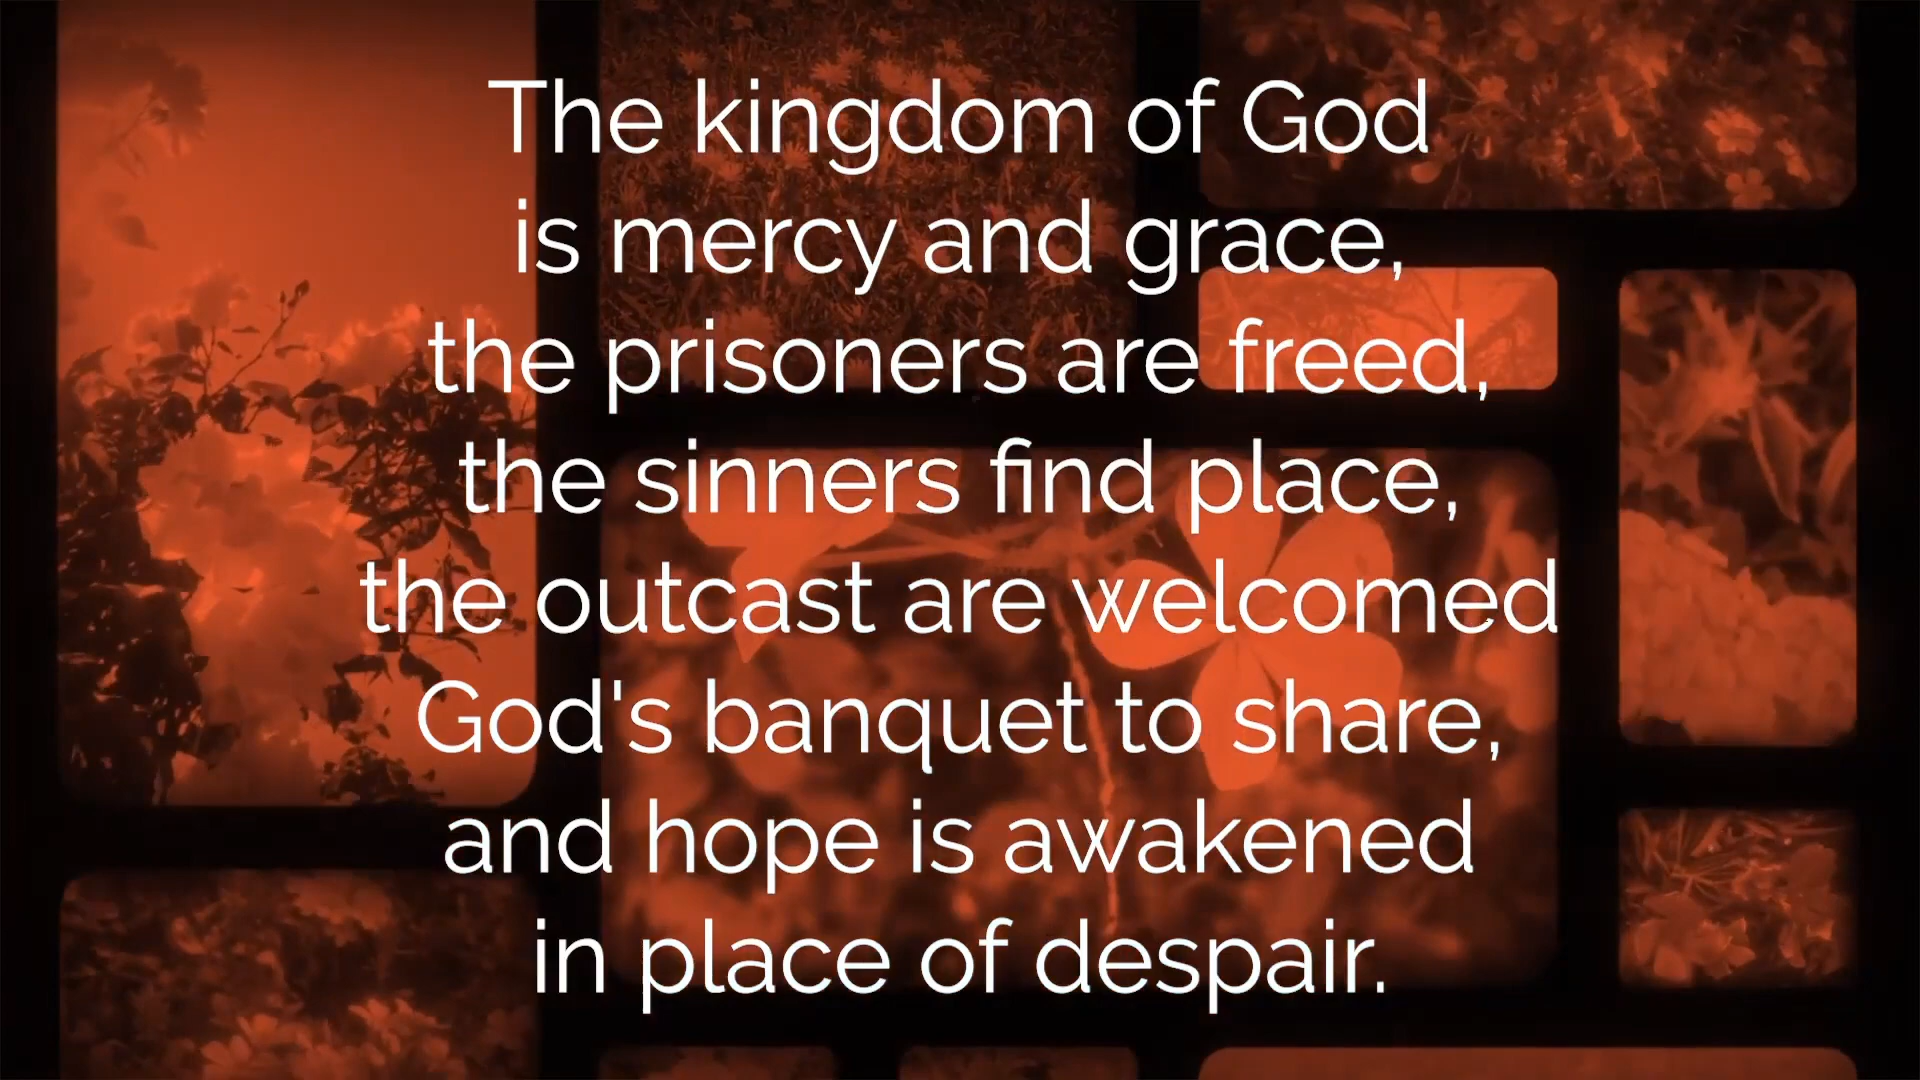 The kingdom of God
is mercy and grace,
the prisoners are freed,
the sinners find place,
the outcast are welcomed
God's banquet to share,
and hope is awakened
in place of despair.